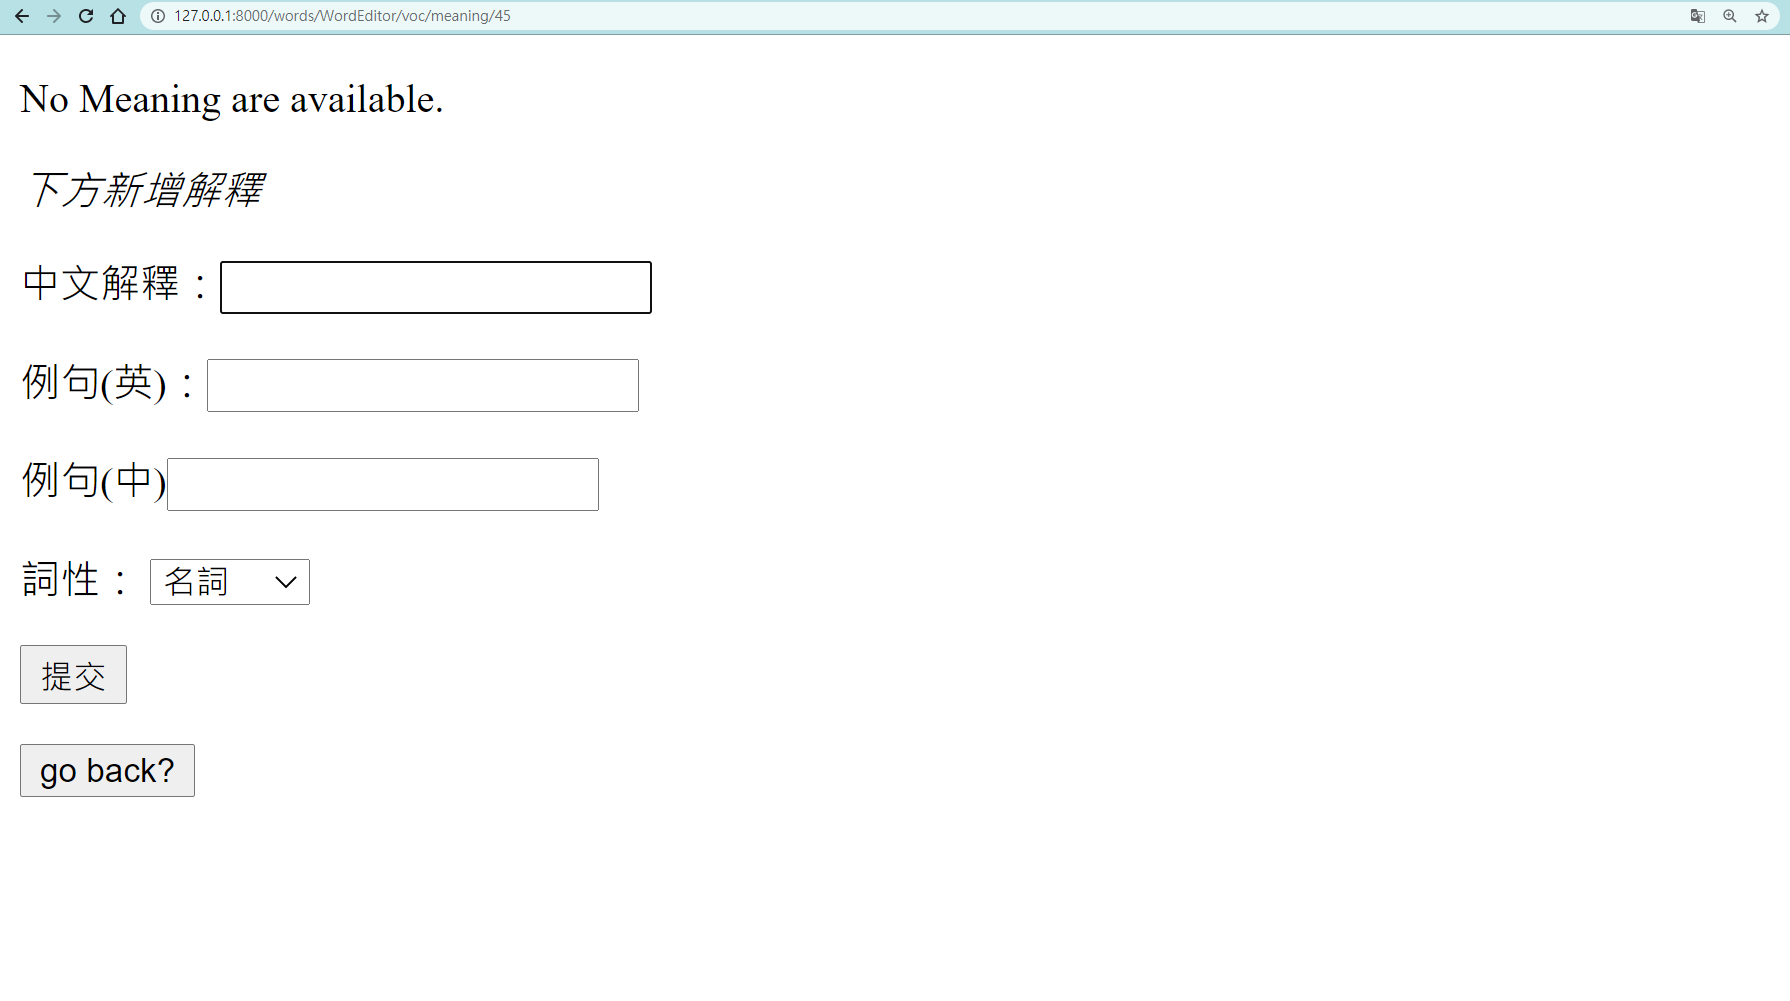 127.0.0.1:8000/words/WordEditor/voc/meaning/45
No Meaning are available.
下方新增解釋
中文解釋：
例句(英)：
例句(中)
詞性： 名詞
提交
go back?